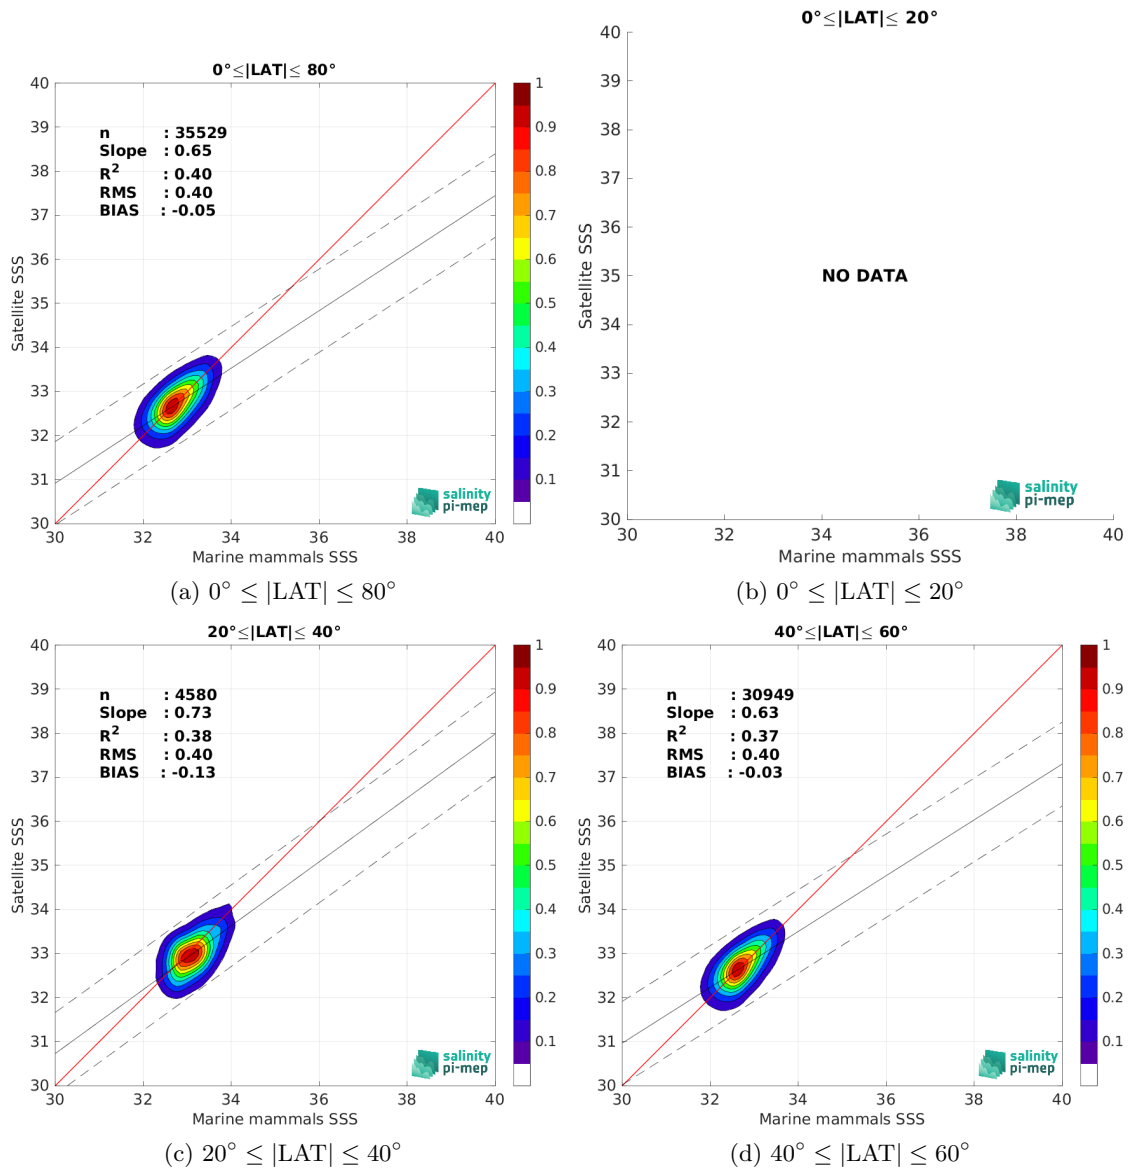 0°≤|LAT|≤ 80°
40
39
38
37
36
35
34
33
32
31
30
Satellite SSS
n : 35529
Slope : 0.65
R² : 0.40
RMS : 0.40
BIAS : -0.05
salinity
pi-mep
30 32 34 36 38 40
Marine mammals SSS
1
0.9
0.8
0.7
0.6
0.5
0.4
0.3
0.2
0.1
(a) 0° ≤ |LAT| ≤ 80°
0°≤|LAT|≤ 20°
40
39
38
37
36
35
34
33
32
31
30
Satellite SSS
NO DATA
salinity
pi-mep
30 32 34 36 38 40
Marine mammals SSS
(b) 0° ≤ |LAT| ≤ 20°
20°≤|LAT|≤ 40°
40
39
38
37
36
35
34
33
32
31
30
Satellite SSS
n : 4580
Slope : 0.73
R² : 0.38
RMS : 0.40
BIAS : -0.13
salinity
pi-mep
30 32 34 36 38 40
Marine mammals SSS
1
0.9
0.8
0.7
0.6
0.5
0.4
0.3
0.2
0.1
(c) 20° ≤ |LAT| ≤ 40°
40°≤|LAT|≤ 60°
40
39
38
37
36
35
34
33
32
31
30
Satellite SSS
n : 30949
Slope : 0.63
R² : 0.37
RMS : 0.40
BIAS : -0.03
salinity
pi-mep
30 32 34 36 38 40
Marine mammals SSS
1
0.9
0.8
0.7
0.6
0.5
0.4
0.3
0.2
0.1
(d) 40° ≤ |LAT| ≤ 60°